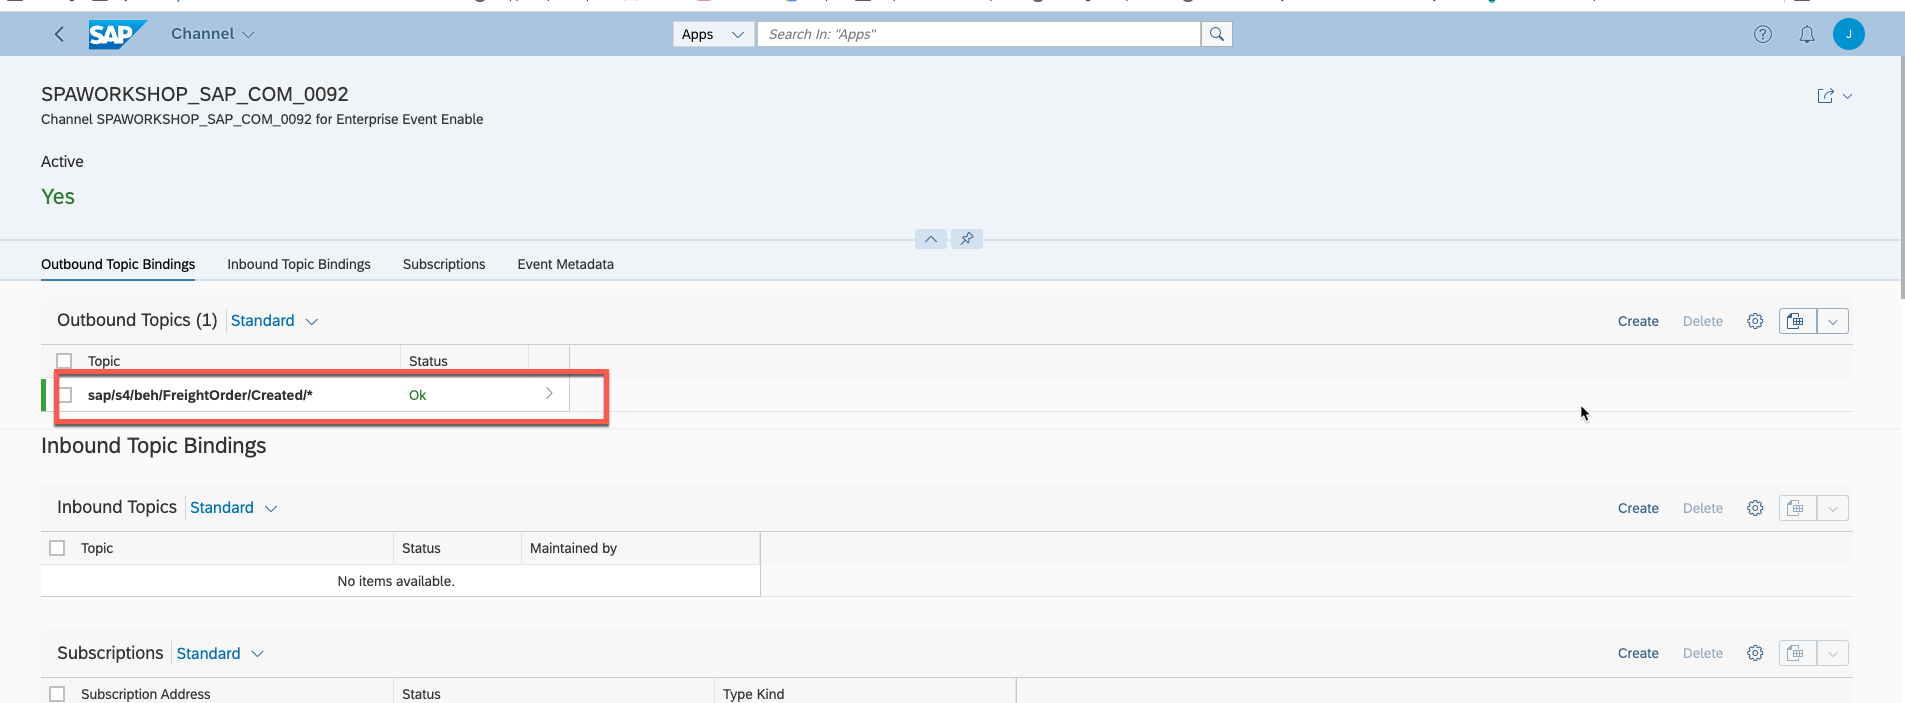 SAP Channel Apps Search In: "Apps" J
SPAWORKSHOP_SAP_COM_0092
Channel SPAWORKSHOP_SAP_COM_0092 for Enterprise Event Enable
Active
Yes
Outbound Topic Bindings Inbound Topic Bindings Subscriptions Event Metadata
Outbound Topics (1) Standard Create Delete
Topic Status
sap/s4/beh/FreightOrder/Created/* Ok
Inbound Topic Bindings
Inbound Topics Standard Create Delete
Topic Status Maintained by
No items available.
Subscriptions Standard Create Delete
Subscription Address Status Type Kind